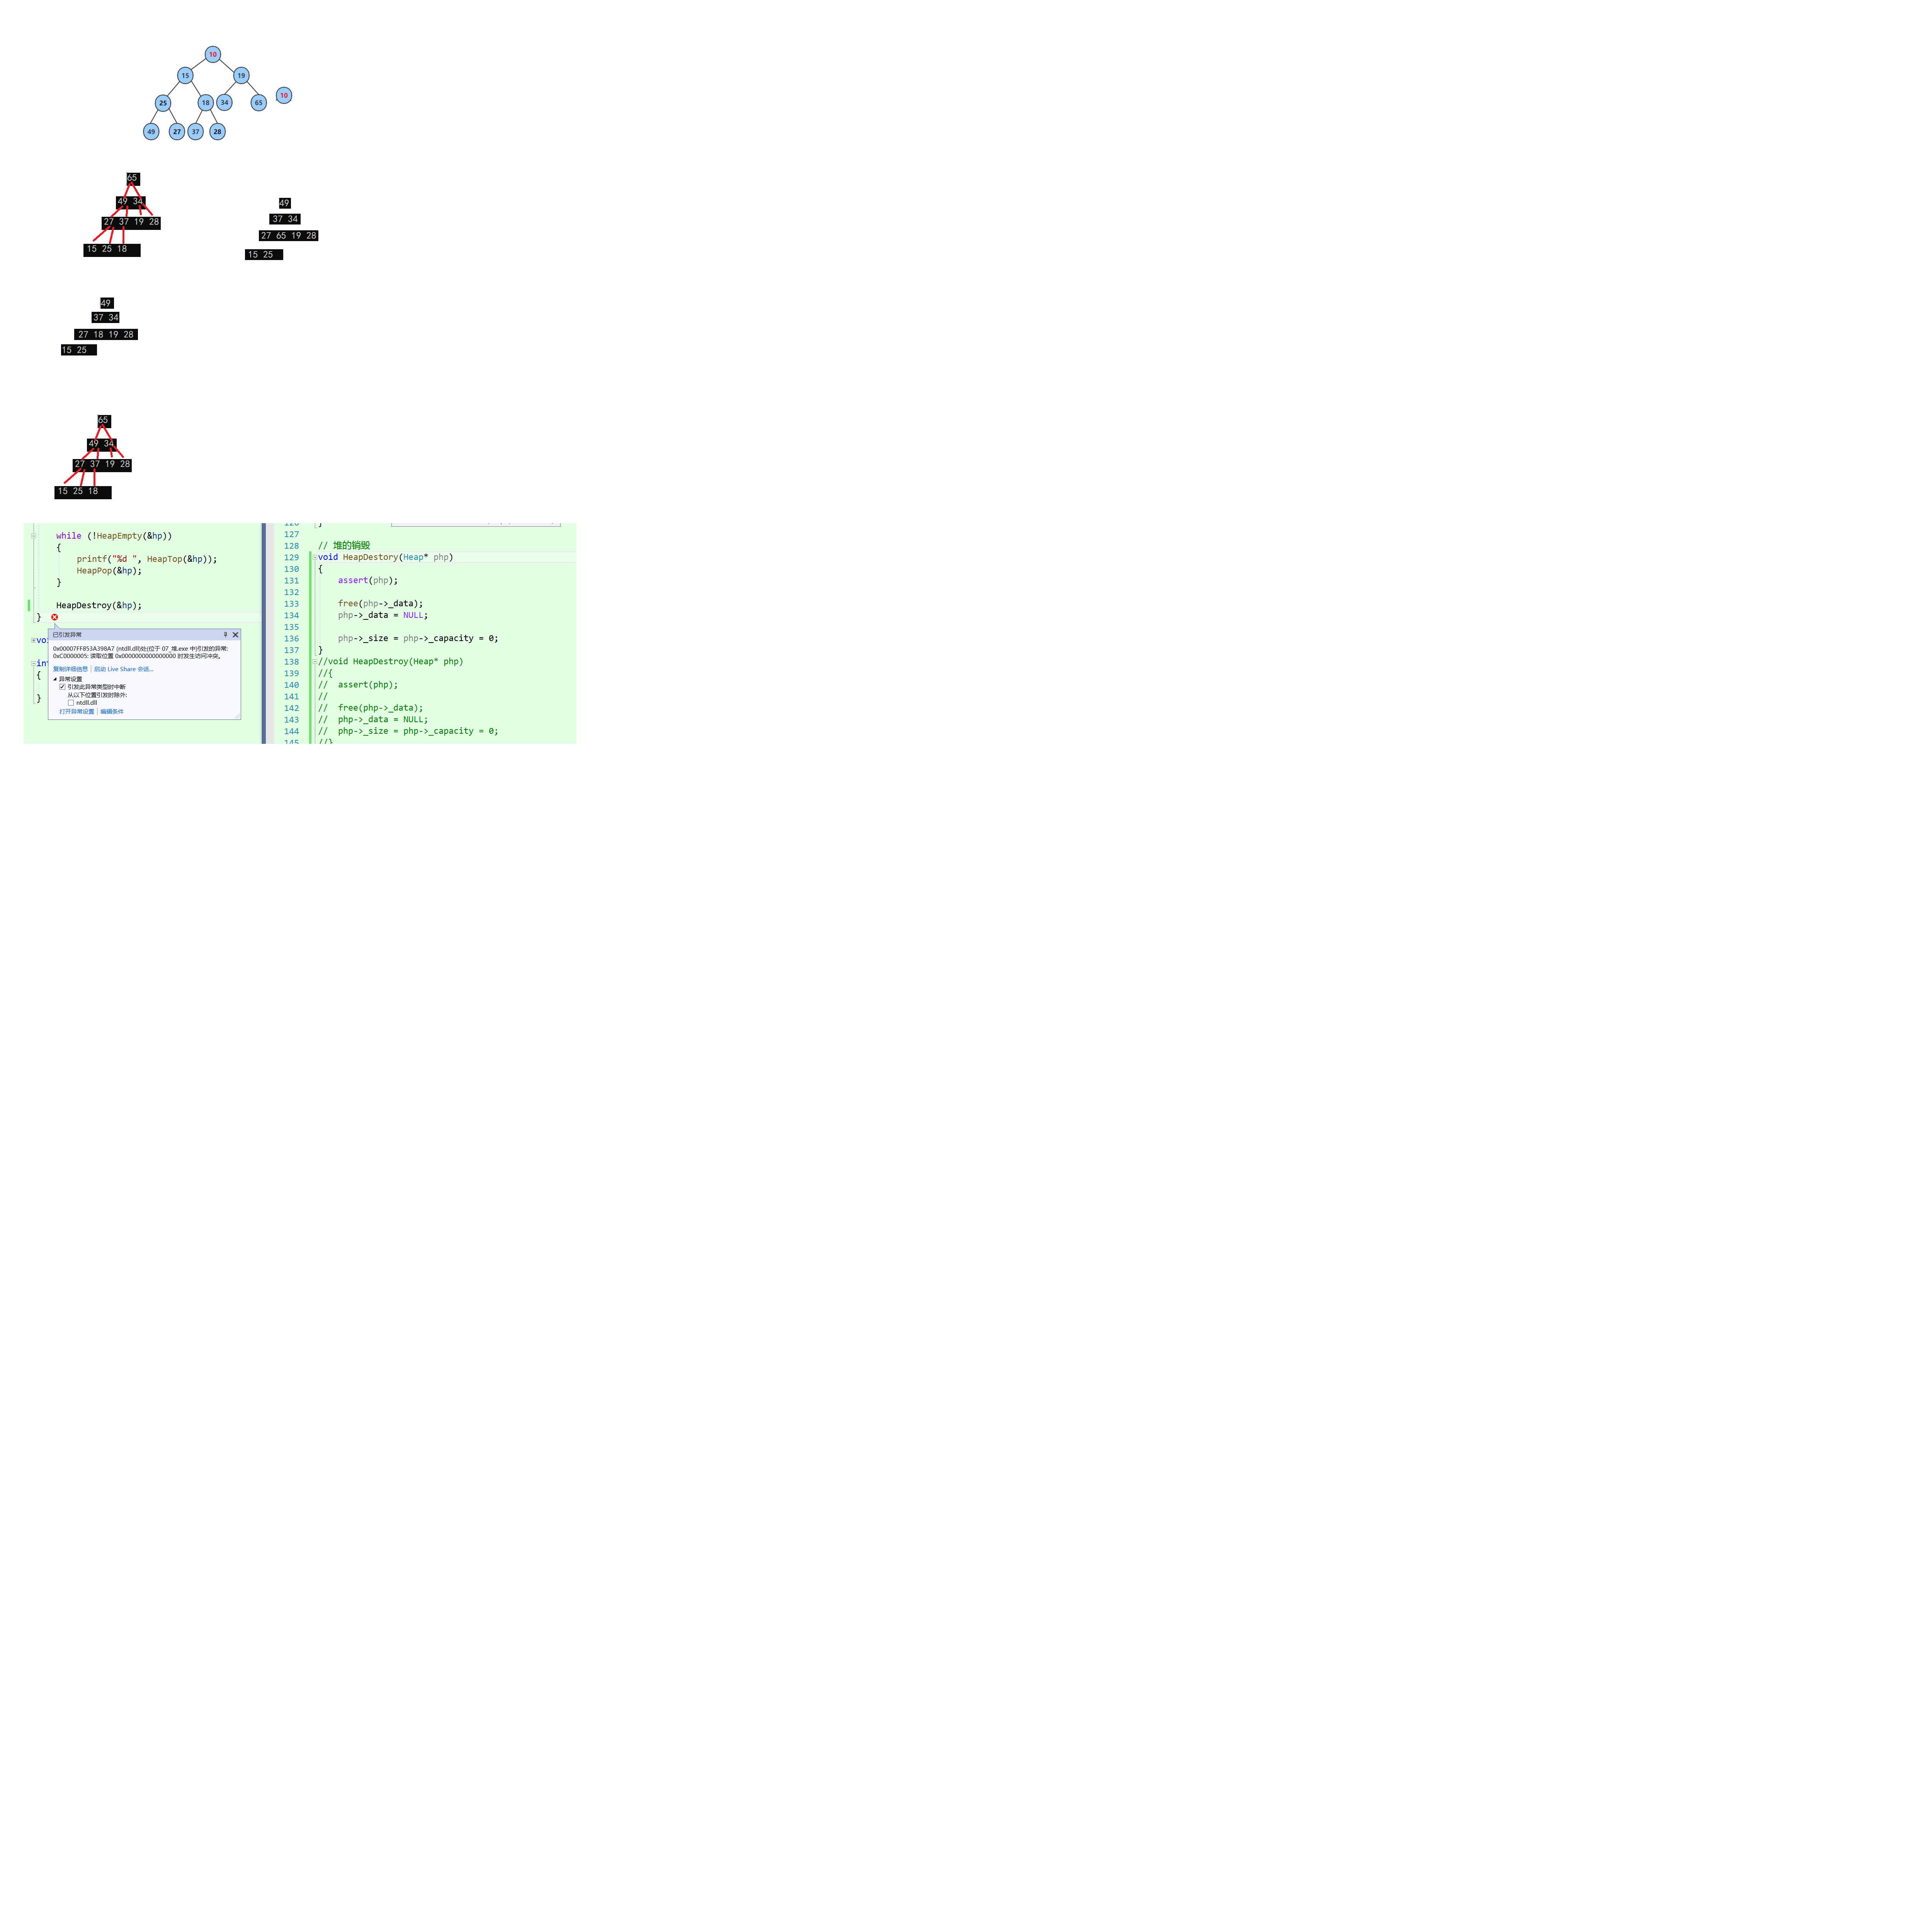 10
15 19
25 18 34 65 10
49 27 37 28
65
49 34
27 37 19 28
15 25 18
49
37 34
27 65 19 28
15 25
49
37 34
27 18 19 28
15 25
65
49 34
27 37 19 28
15 25 18
while (!HeapEmpty(&hp))
{
printf("%d ", HeapTop(&hp));
HeapPop(&hp);
}
HeapDestroy(&hp);
}
已引发异常
0x00007FF853A398A7 (ntdll.dll)处(位于 07_堆.exe 中)引发的异常:
0xC0000005: 读取位置 0x0000000000000000 时发生访问冲突。
复制详细信息 | 启动 Live Share 会话...
异常设置
引发此异常类型时中断
从以下位置引发时除外:
ntdll.dll
打开异常设置 | 编辑条件
int
{
}
126 }
127
128 // 堆的销毁
129 void HeapDestory(Heap* php)
130 {
131 assert(php);
132
133 free(php->_data);
134 php->_data = NULL;
135
136 php->_size = php->_capacity = 0;
137 }
138 //void HeapDestroy(Heap* php)
139 //{
140 // assert(php);
141 //
142 // free(php->_data);
143 // php->_data = NULL;
144 // php->_size = php->_capacity = 0;
145 //}